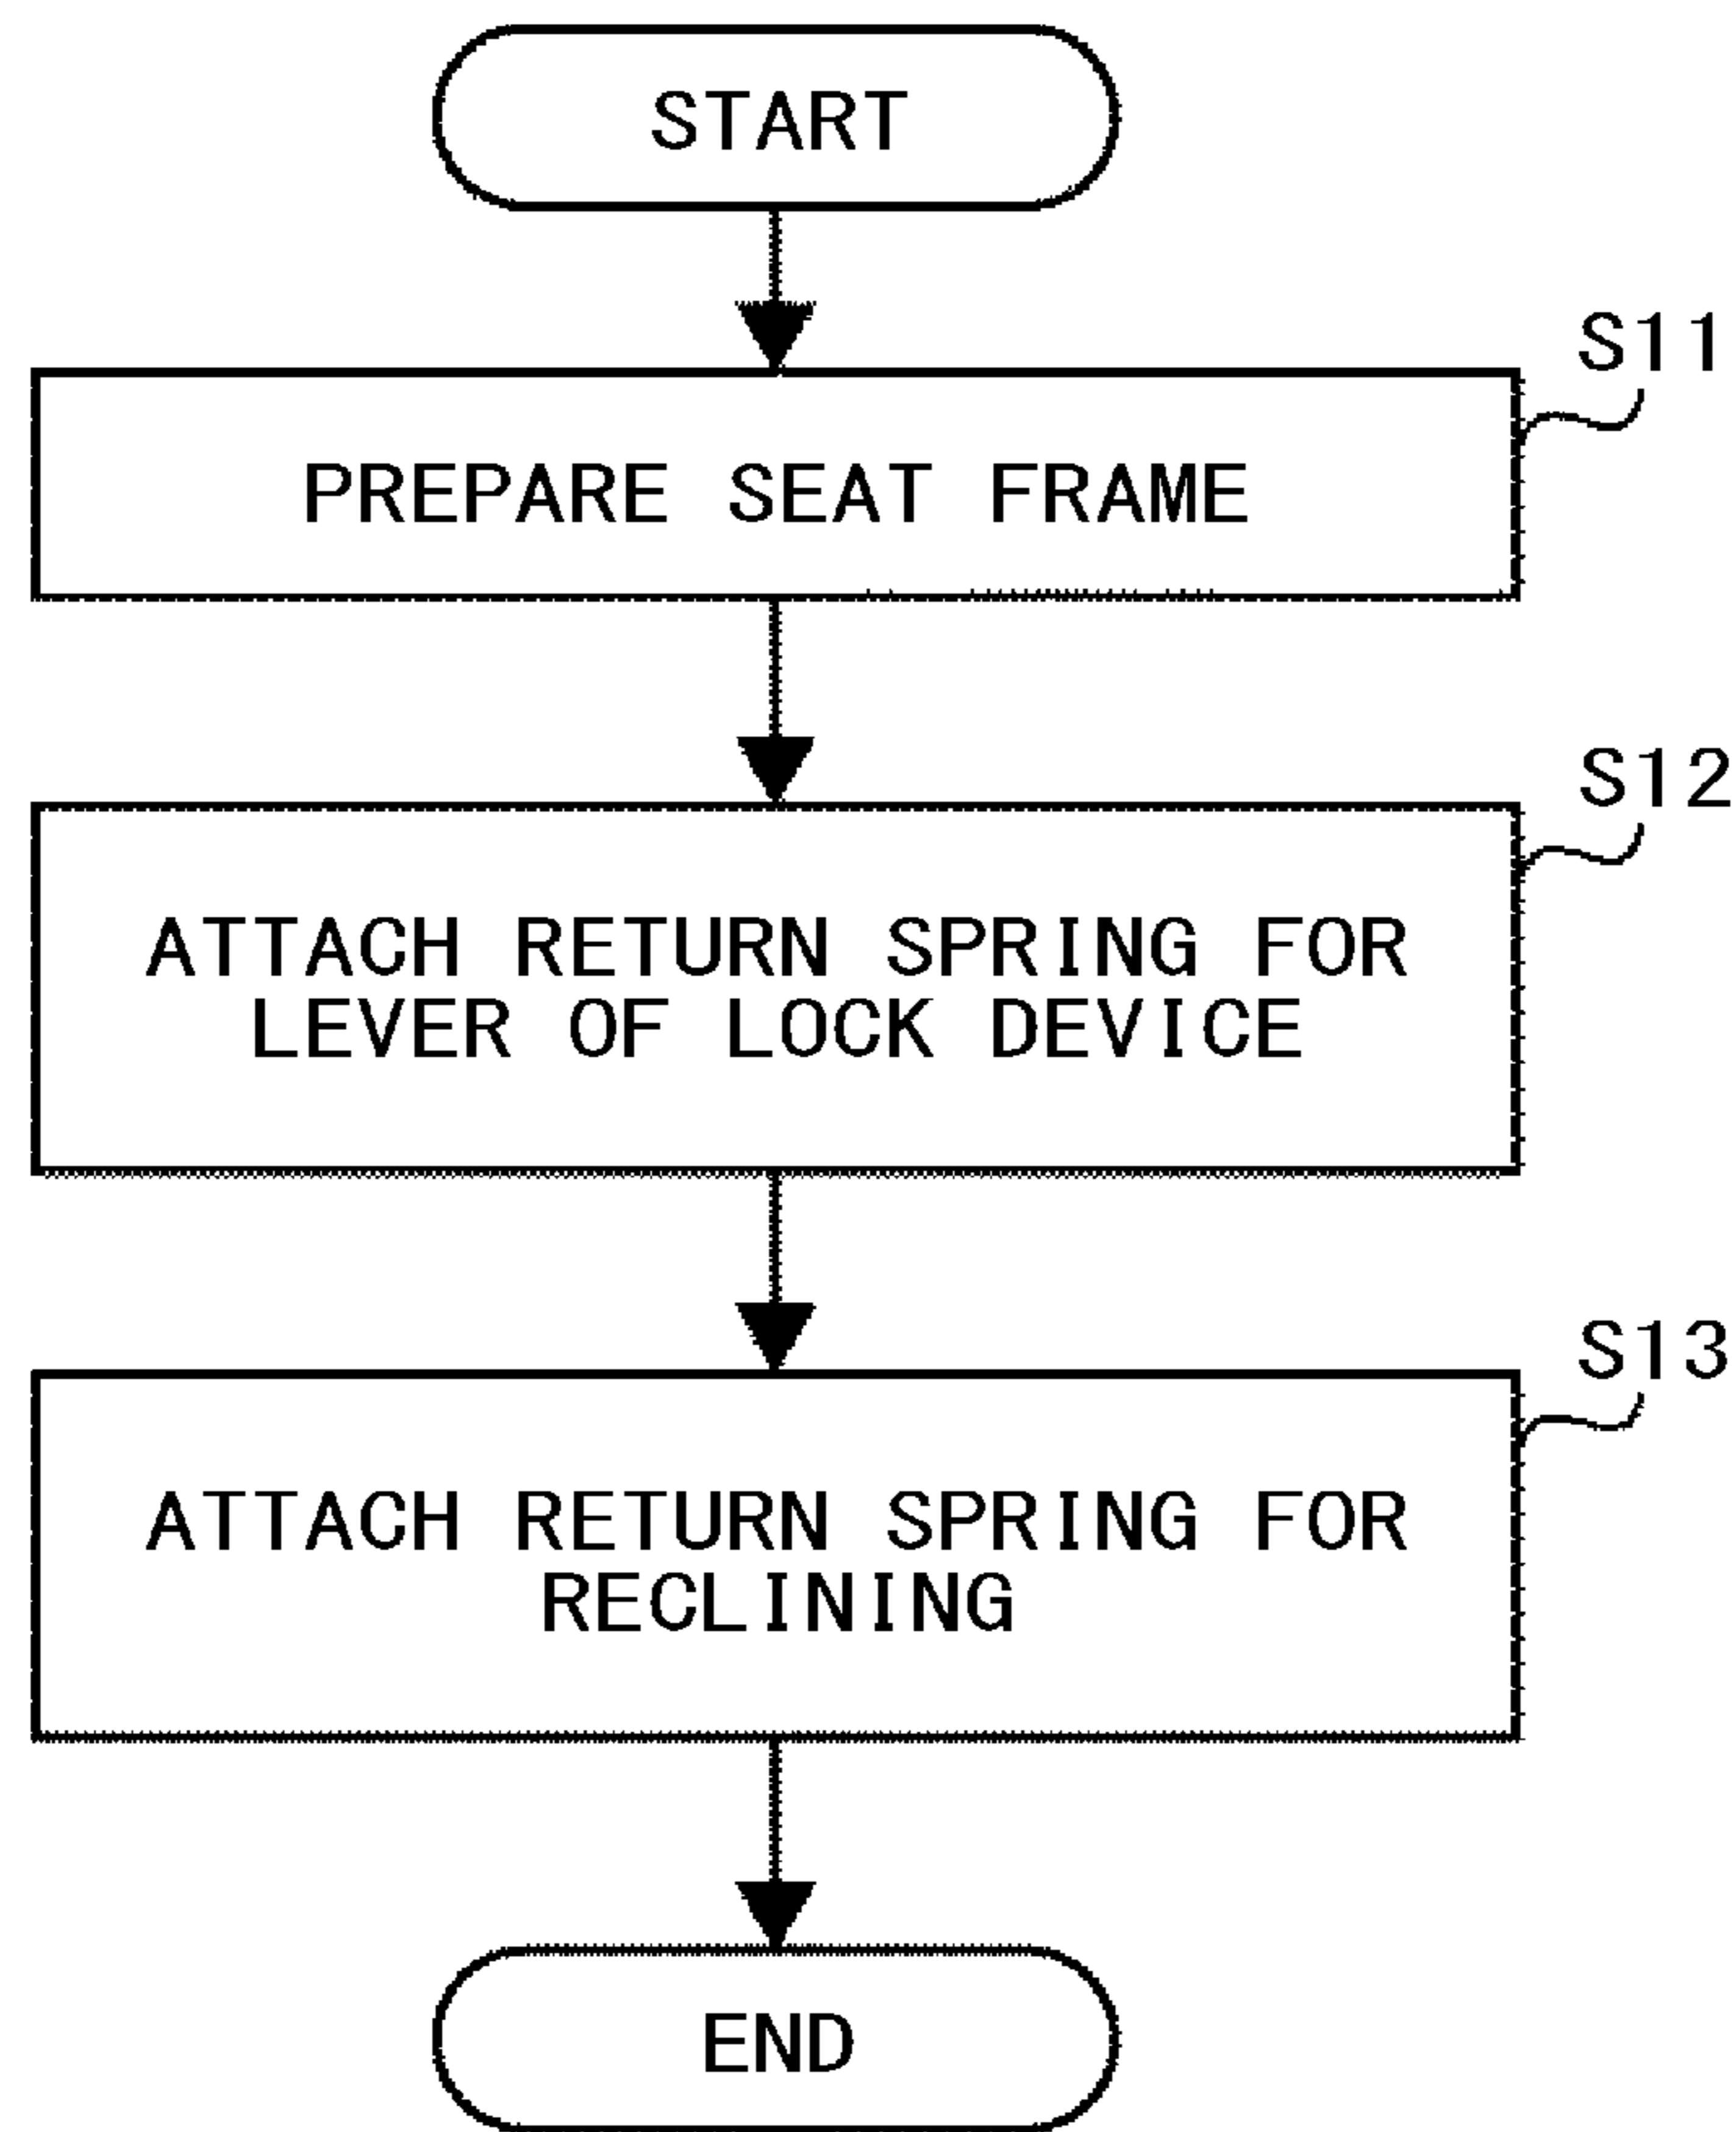 START
S11
PREPARE SEAT FRAME
S12
ATTACH RETURN SPRING FOR
LEVER OF LOCK DEVICE
S13
ATTACH RETURN SPRING FOR
RECLINING
END